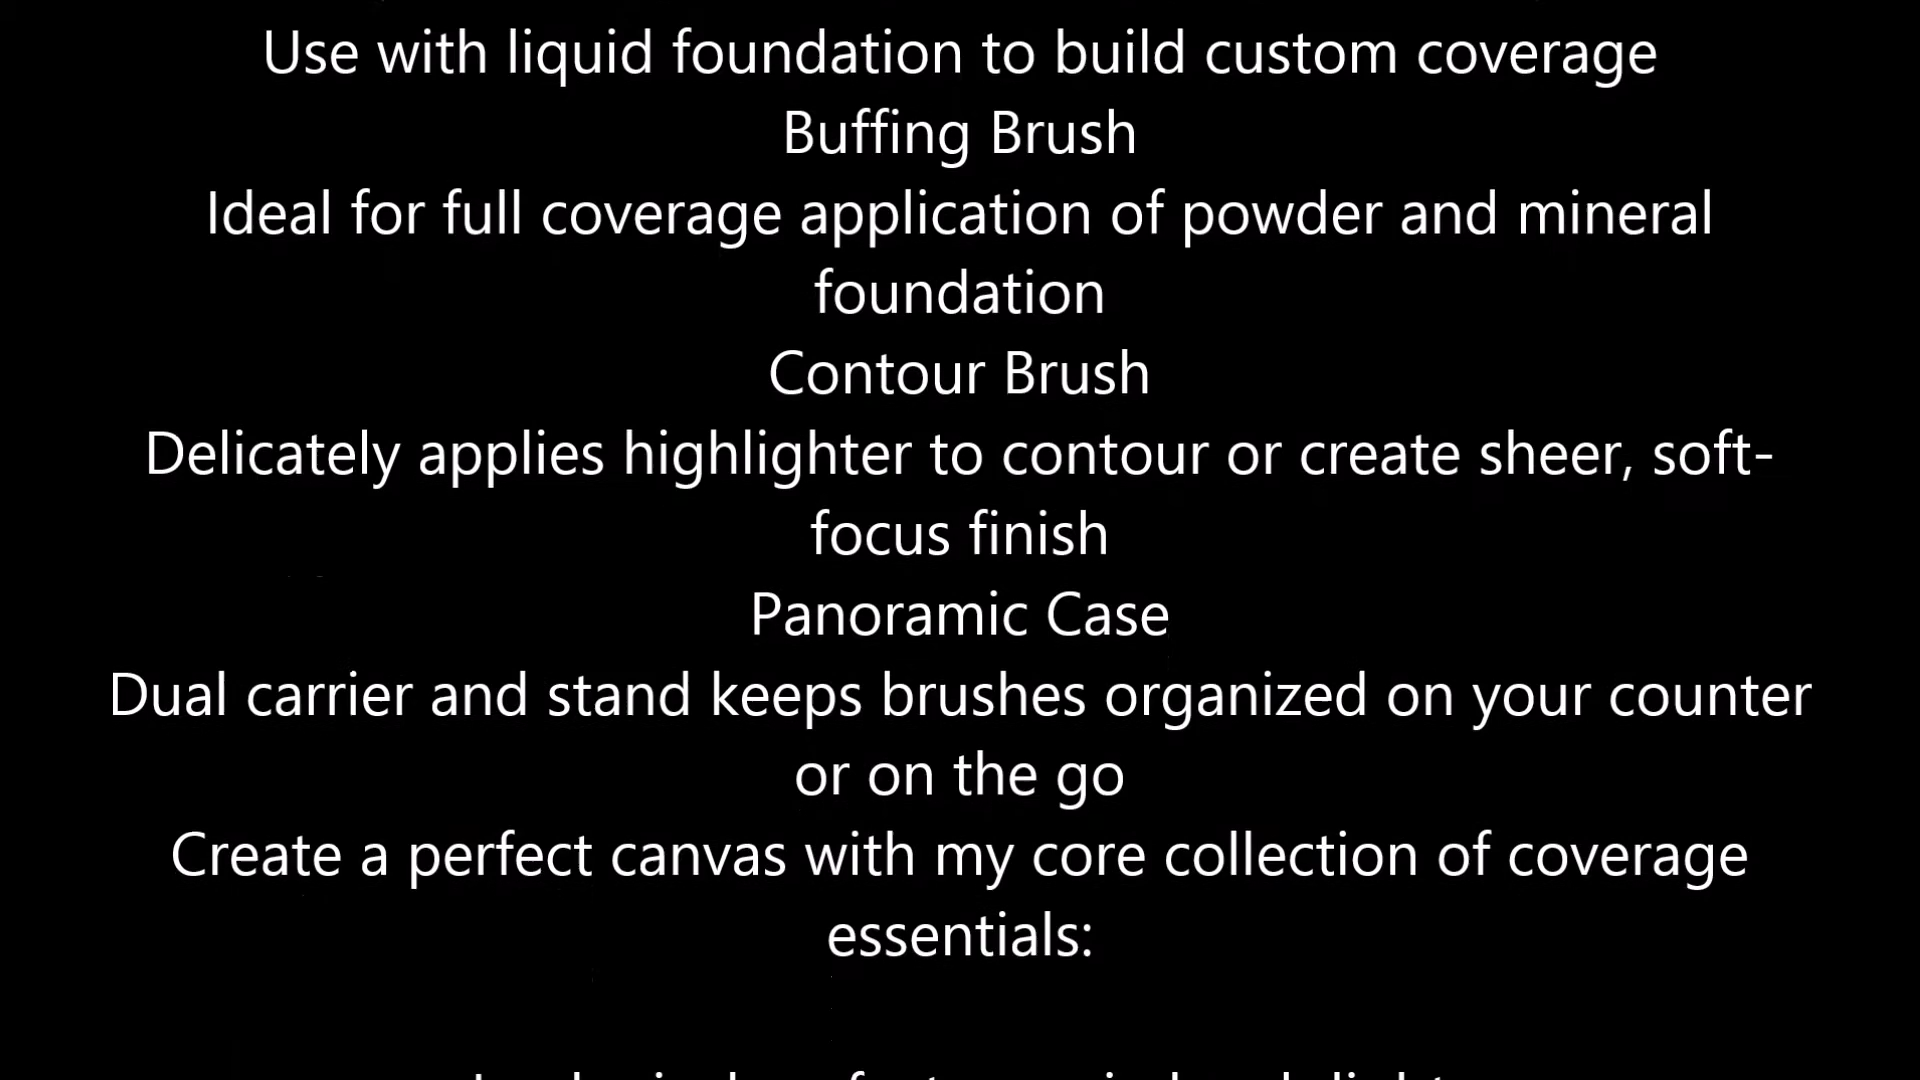 Use with liquid foundation to build custom coverage
Buffing Brush
Ideal for full coverage application of powder and mineral
foundation
Contour Brush
Delicately applies highlighter to contour or create sheer, soft-
focus finish
Panoramic Case
Dual carrier and stand keeps brushes organized on your counter
or on the go
Create a perfect canvas with my core collection of coverage
essentials: